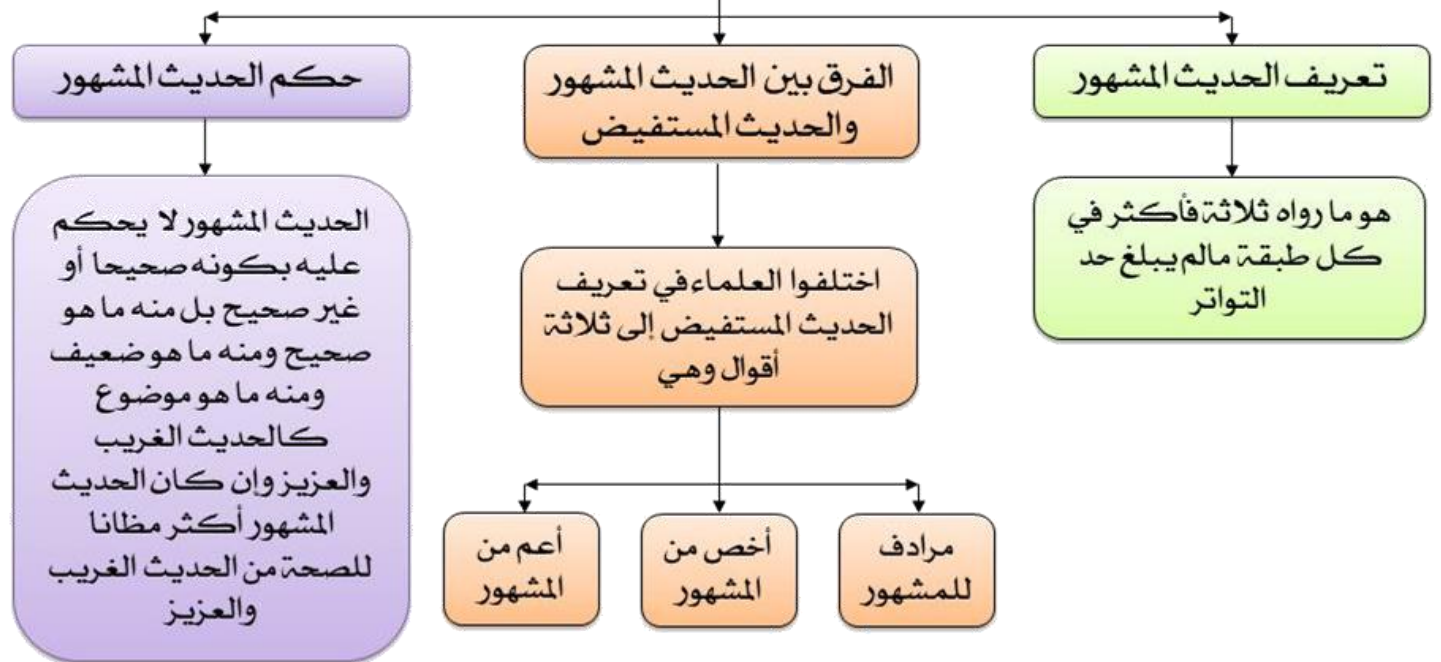 تعريف الحديث المشهور
هو ما رواه ثلاثة فأكثر في
كل طبقة مالم يبلغ حد
التواتر
الفرق بين الحديث المشهور
والحديث المستفيض
اختلفوا العلماء في تعريف
الحديث المستفيض إلى ثلاثة
أقوال وهي
مرادف
للمشهور
أخص من
المشهور
أعم من
المشهور
حكم الحديث المشهور
الحديث المشهور لا يحكم
عليه بكونه صحيحا أو
غير صحيح بل منه ما هو
صحيح ومنه ما هو ضعيف
ومنه ما هو موضوع
كالحديث الغريب
والعزيز وإن كان الحديث
المشهور أكثر مظانا
للصحة من الحديث الغريب
والعزيز